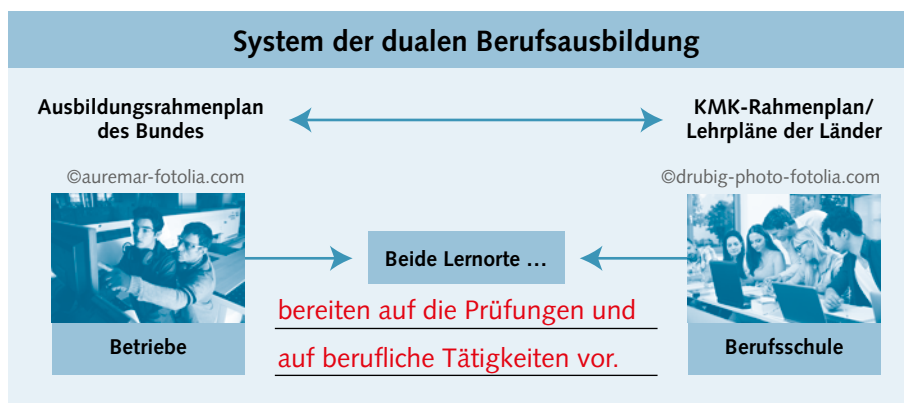 System der dualen Berufsausbildung
Ausbildungsrahmenplan
des Bundes
KMK-Rahmenplan/
Lehrpläne der Länder
©auremar-fotolia.com
©drubig-photo-fotolia.com
Beide Lernorte ...
bereiten auf die Prüfungen und
auf berufliche Tätigkeiten vor.
Betriebe
Berufsschule